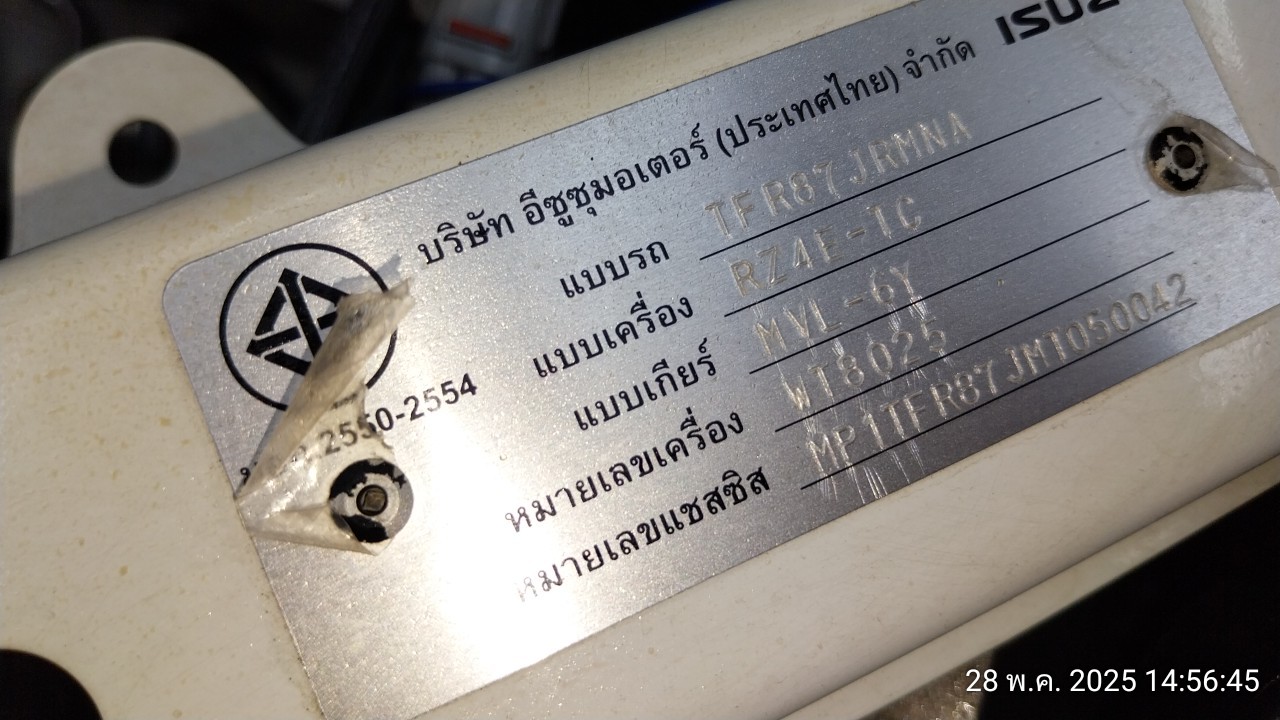 ISUZ
บริษัท อีซูซุมอเตอร์ (ประเทศไทย) จำกัด
แบบรถ TFR87JRMNA
แบบเครื่อง RZ4E-TC
แบบเกียร์ MVL-6Y
หมายเลขเครื่อง WT8025
หมายเลขแชสซิส MP1TFR87JMT050042
2550-2554
28 พ.ค. 2025 14:56:45